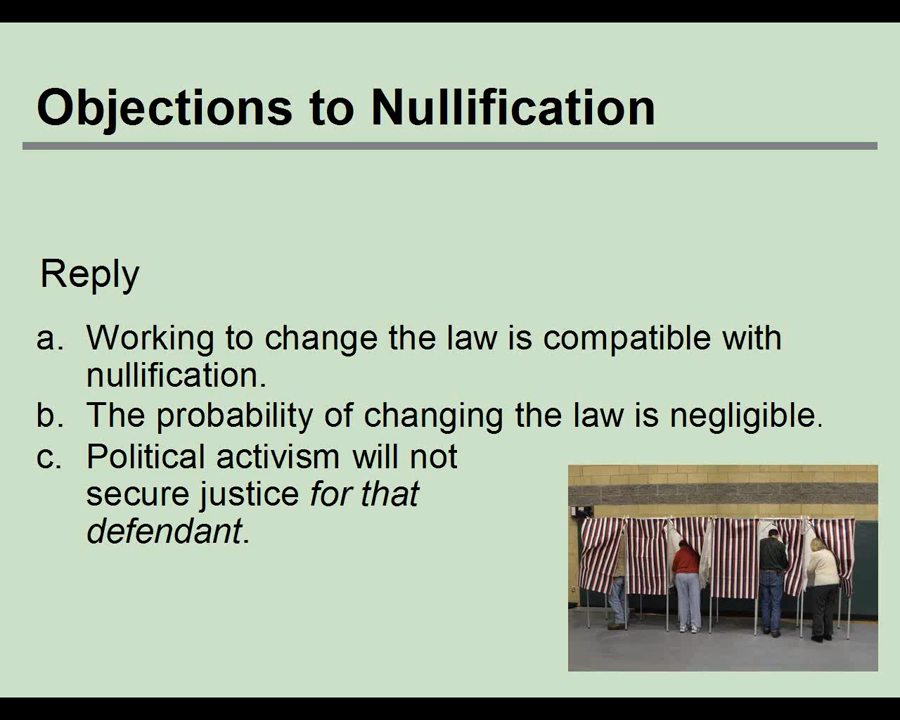 Objections to Nullification
Reply
a. Working to change the law is compatible with
nullification.
b. The probability of changing the law is negligible.
c. Political activism will not
secure justice for that
defendant.